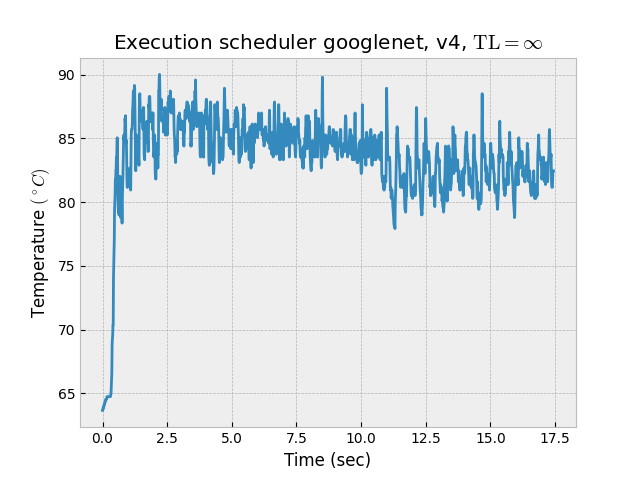 Execution scheduler googlenet, v4, TL = ∞
90
85
80
75
70
65
Temperature (°C)
0.0 2.5 5.0 7.5 10.0 12.5 15.0 17.5
Time (sec)